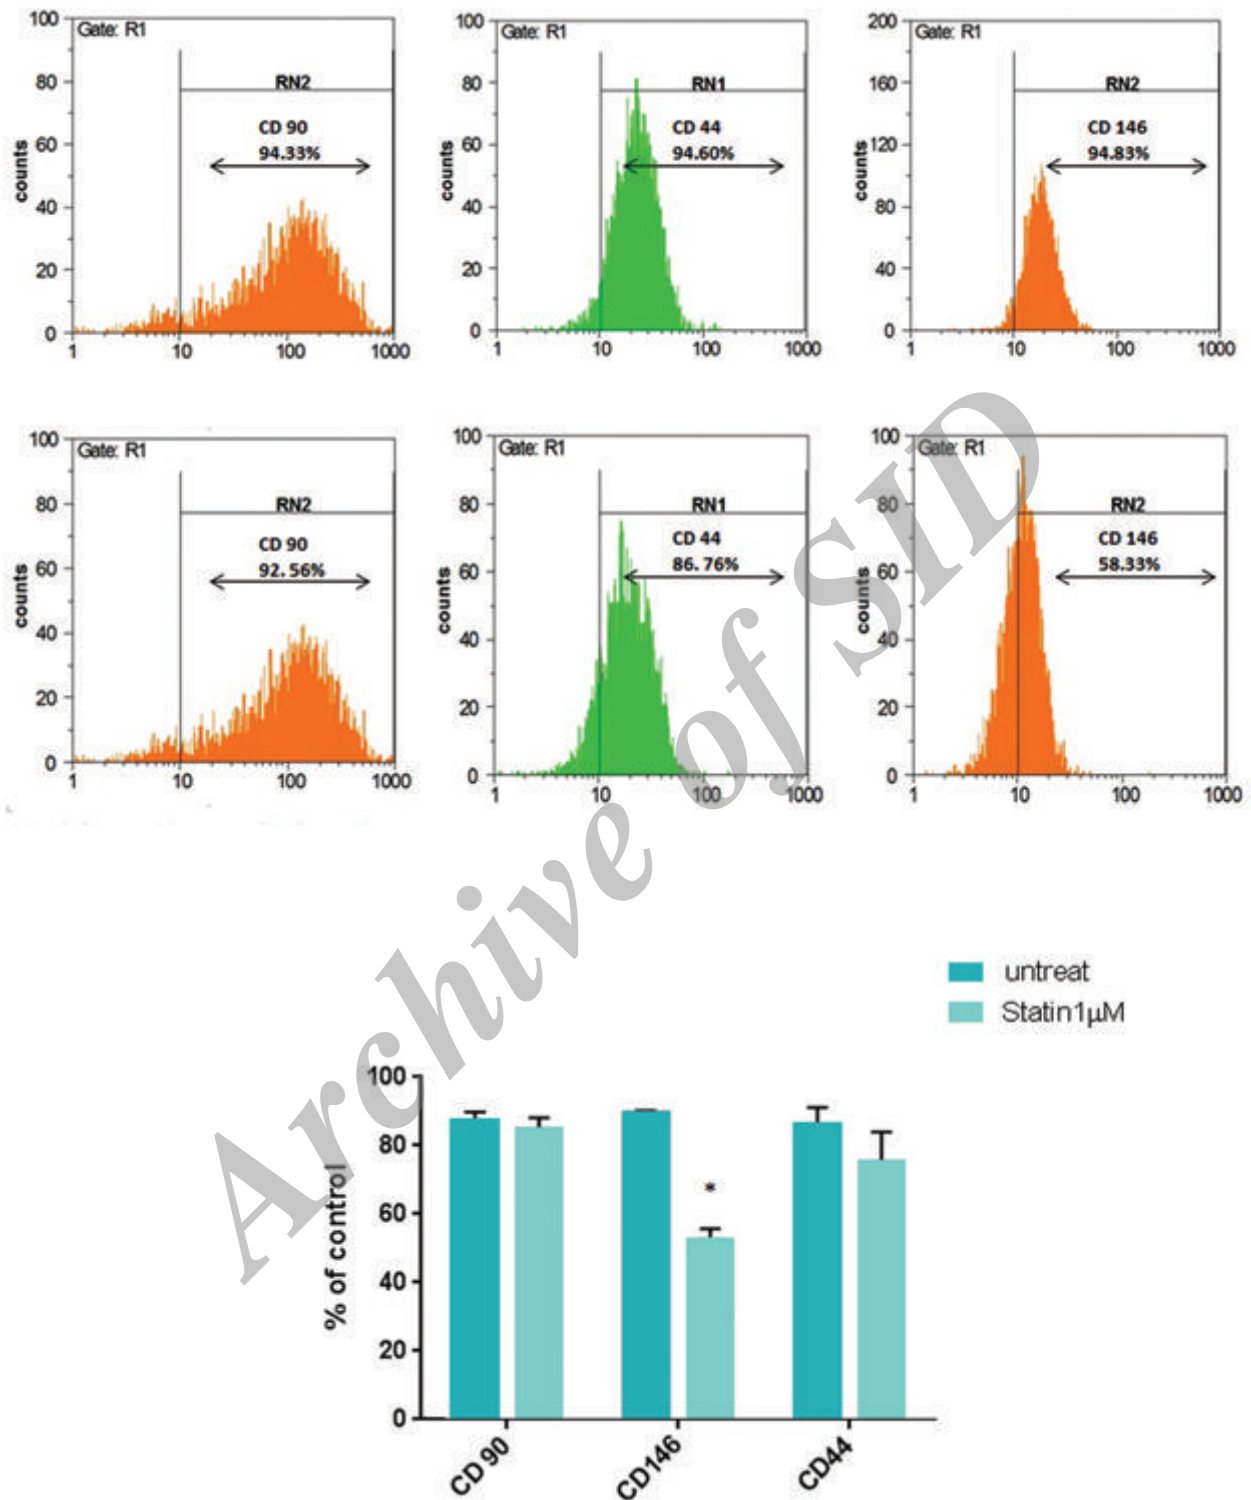 Gate: R1
RN2
CD 90
94.33%
counts
100
80
60
40
20
0
1 10 100 1000
Gate: R1
RN1
CD 44
94.60%
counts
100
80
60
40
20
0
1 10 100 1000
Gate: R1
RN2
CD 146
94.83%
counts
200
160
120
80
40
0
1 10 100 1000
Gate: R1
RN2
CD 90
92.56%
counts
100
80
60
40
20
0
1 10 100 1000
Gate: R1
RN1
CD 44
86.76%
counts
100
80
60
40
20
0
1 10 100 1000
Gate: R1
RN2
CD 146
58.33%
counts
100
80
60
40
20
0
1 10 100 1000
Archive of SID
untreat
Statin1μM
% of control
100
80
60
40
20
0
*
CD 90 CD146 CD44